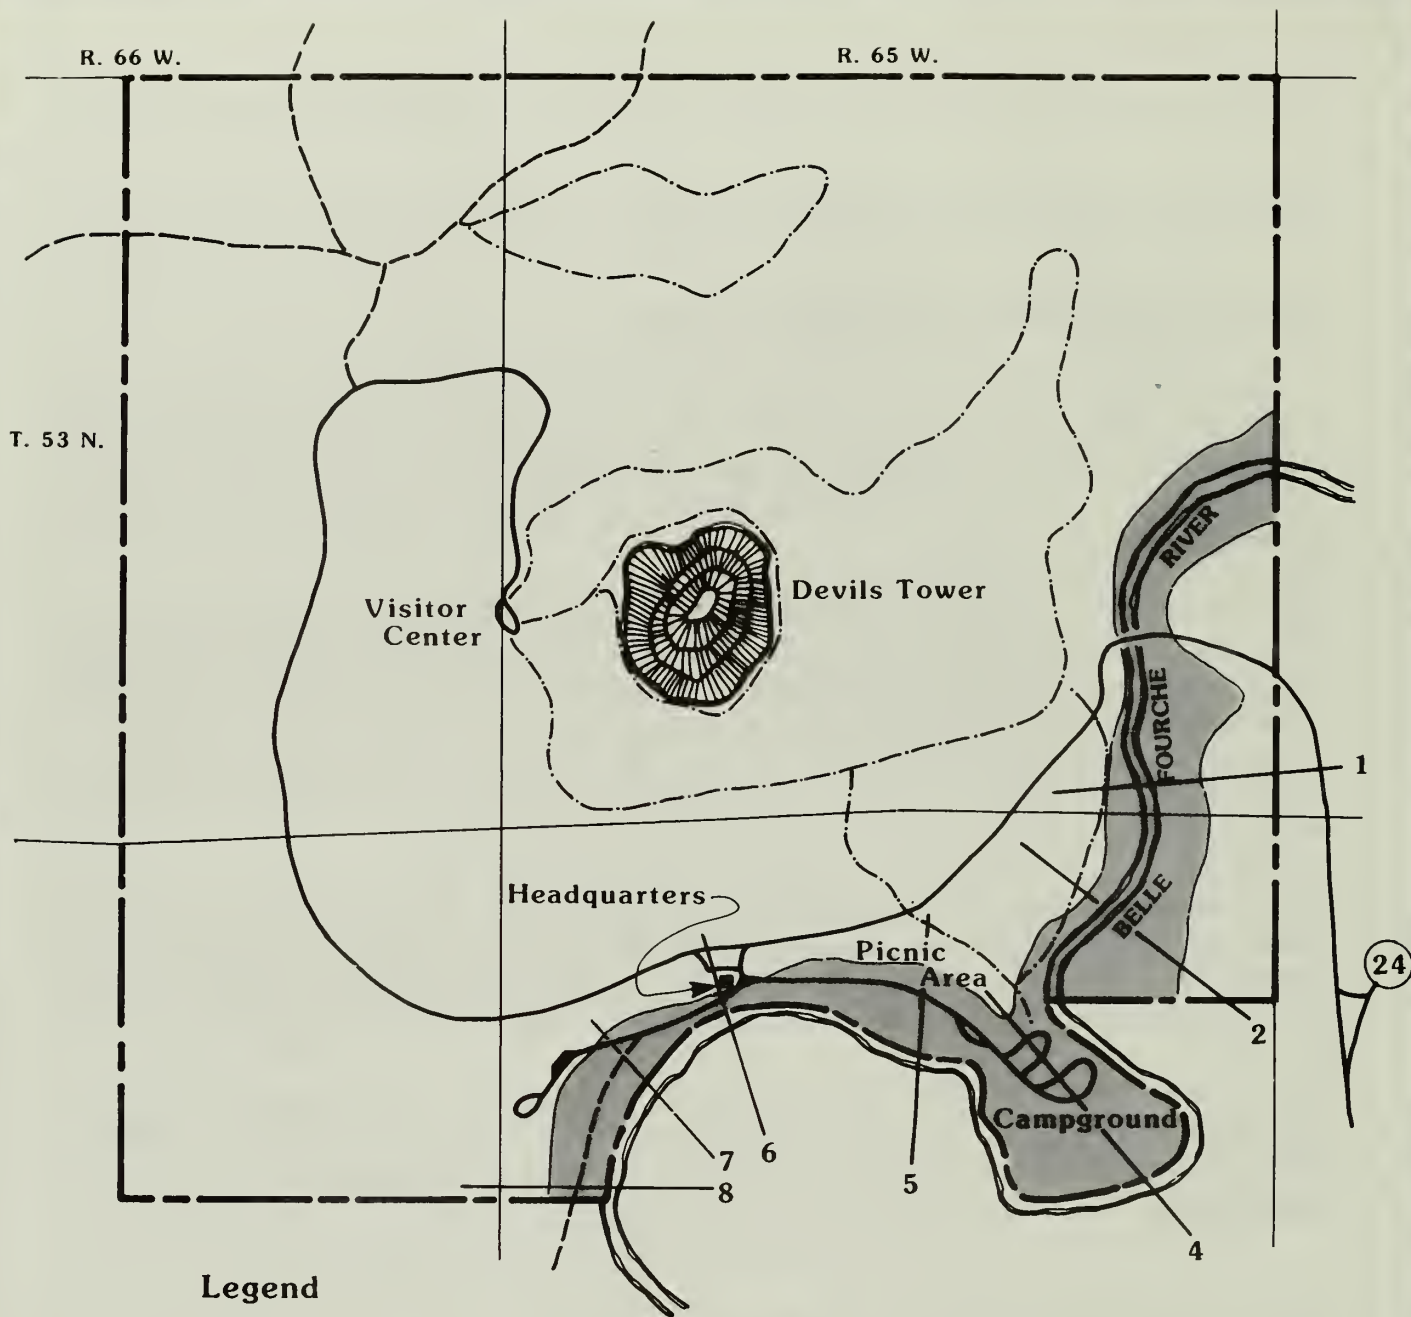 R. 66 W.
R. 65 W.
T. 53 N.
RIVER
Devils Tower
Visitor
Center
FOURCHE
1
Headquarters
BELLE
Picnic
Area
24
2
Campground
7
6
5
8
4
Legend